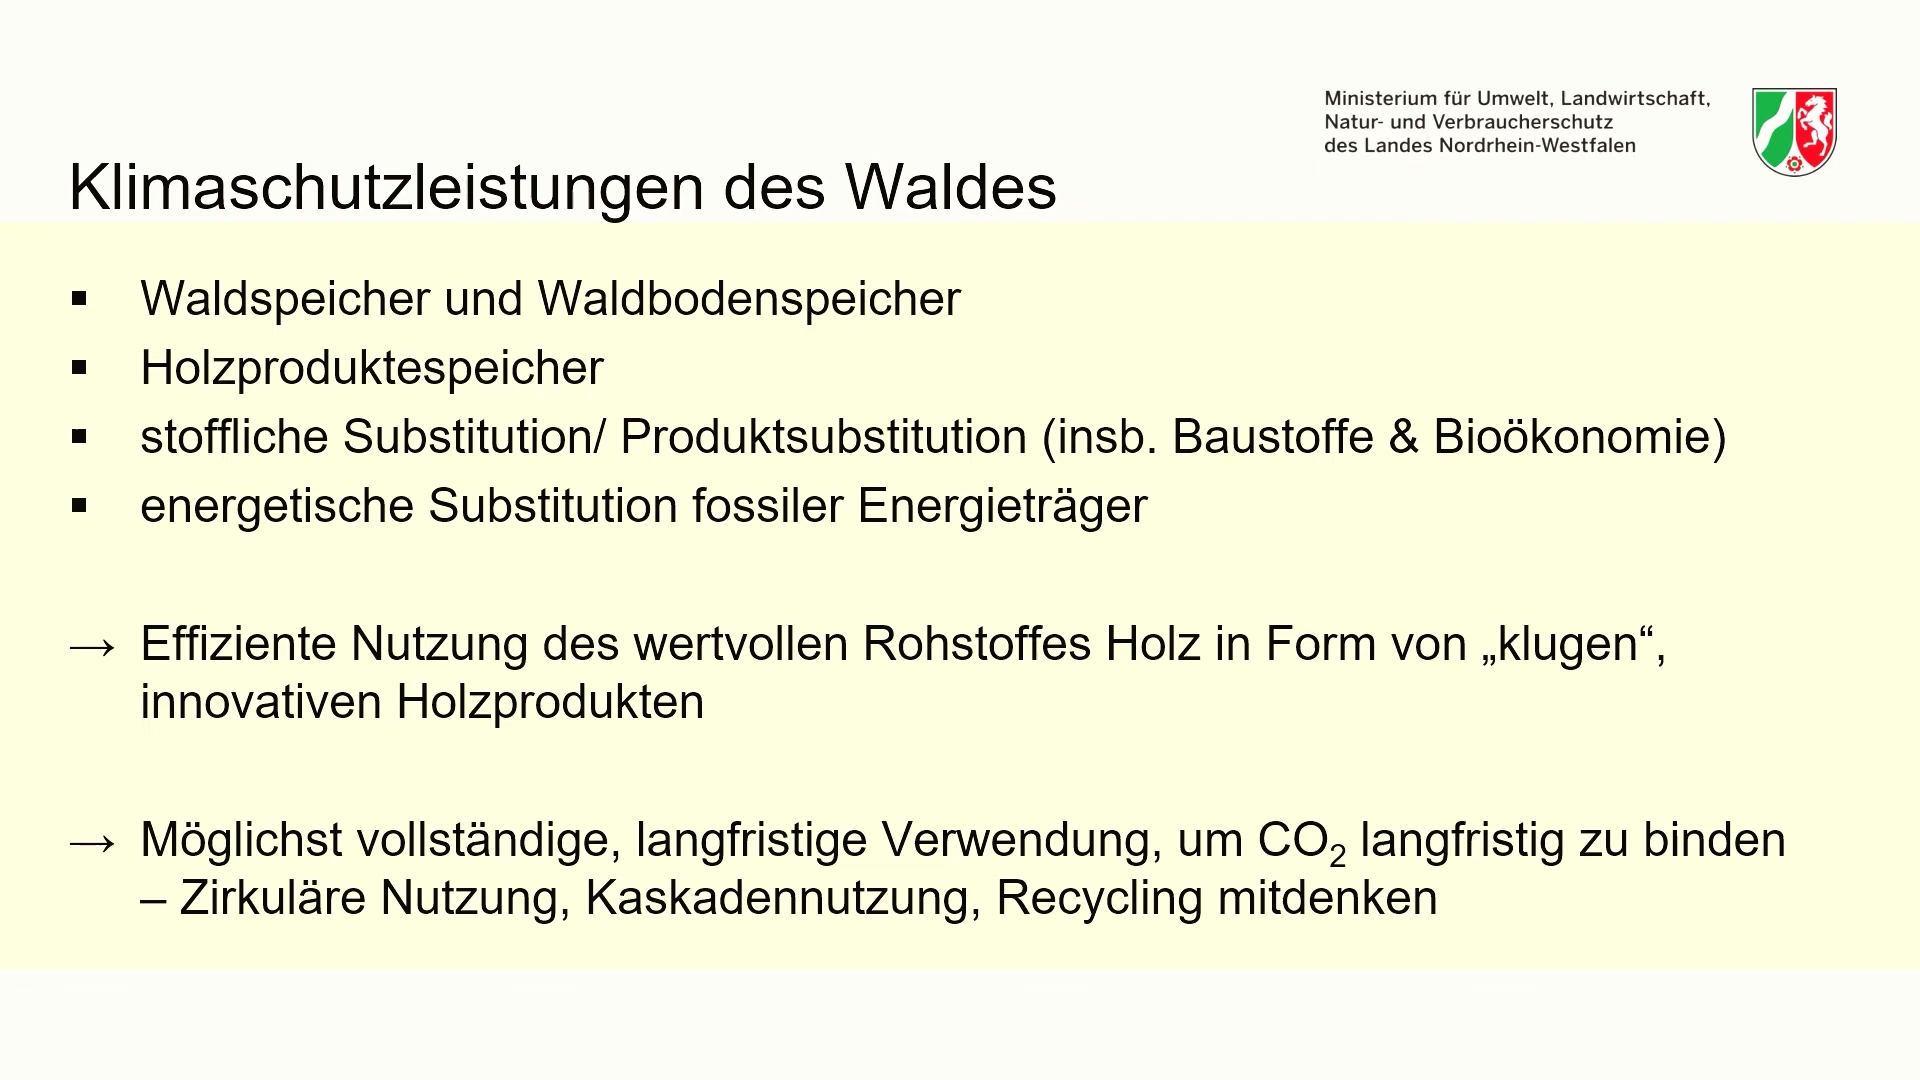 Ministerium für Umwelt, Landwirtschaft,
Natur- und Verbraucherschutz
des Landes Nordrhein-Westfalen
Klimaschutzleistungen des Waldes
▪ Waldspeicher und Waldbodenspeicher
▪ Holzproduktespeicher
▪ stoffliche Substitution/ Produktsubstitution (insb. Baustoffe & Bioökonomie)
▪ energetische Substitution fossiler Energieträger
→ Effiziente Nutzung des wertvollen Rohstoffes Holz in Form von „klugen“,
innovativen Holzprodukten
→ Möglichst vollständige, langfristige Verwendung, um CO₂ langfristig zu binden
– Zirkuläre Nutzung, Kaskadennutzung, Recycling mitdenken